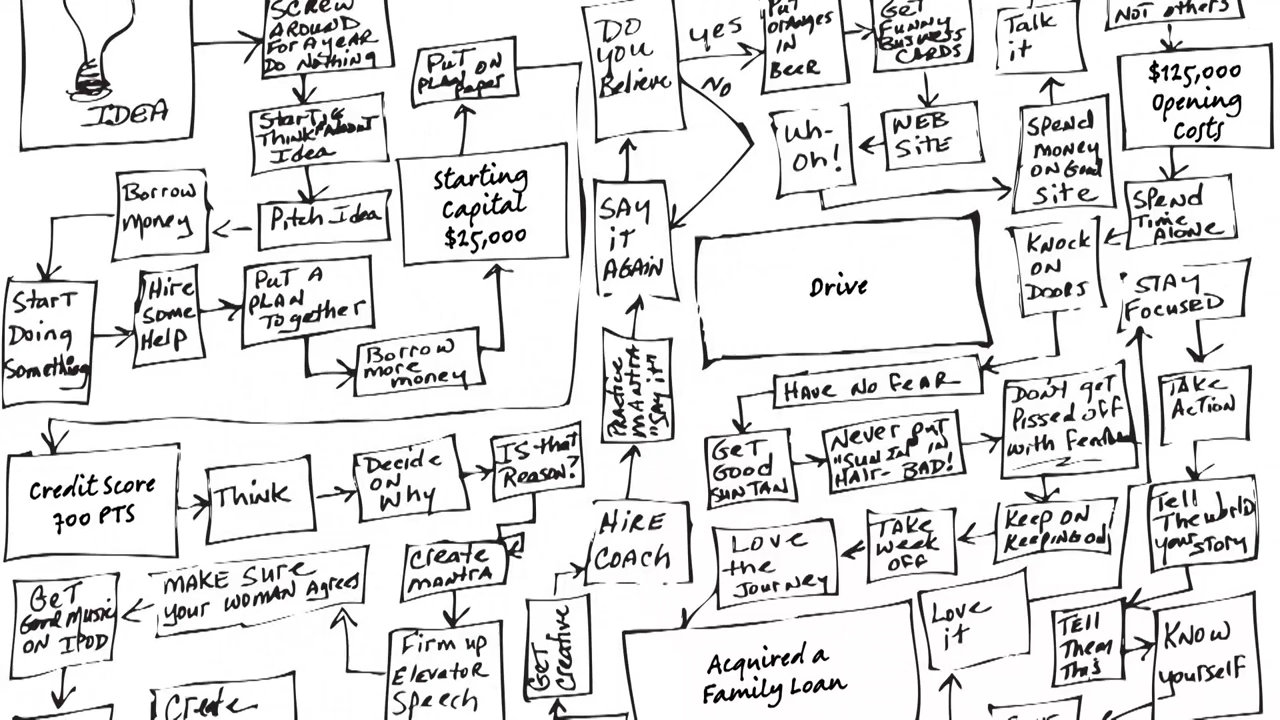 IDEA
SCREW
AROUND
FOR A YEAR
DO NOTHING
Start
Think About
Idea
Pitch Idea
Borrow
money
Start
Doing
Something
Hire
Some
Help
PUT A
PLAN
Together
Borrow
more
money
Starting
Capital
$25,000
PUT
PLAN ON
Paper
Credit Score
700 PTS
Think
Decide
ON
Why
IS that
Reason?
Create
MANTRA
Firm up
Elevator
Speech
MAKE Sure
your WOMAN Agrees
GET
Good Music
ON IPOD
Create
GET
Creative
HIRE
COACH
PRACTICE
MANTRA
"SAY iT"
SAY
iT
AGAIN
DO
you
Believe
yes
No
Put
ORANGES
IN
BEER
GET
FUNNY
BUSINESS
CARDS
WEB
SiTE
Uh-
Oh!
SPEND
MONEY
ON Good
SiTE
Talk
it
NOT others
$125,000
Opening
Costs
SPEND
Time
ALONE
KNOCK
ON
DOORS
Drive
HAVE NO FEAR
GET
GOOD
SUN TAN
Never put
"SUN IN" IN
HAIR- BAD!
DON'T get
Pissed off
with
Keep ON
TAKE
WEEK
OFF
LOVE
the
JOURNEY
Acquired a
Family Loan
LOVE
it
STAY
FOCUSED
TAKE
ACTION
Tell
The World
your STORY
TELL
Them
This
KNOW
yourself